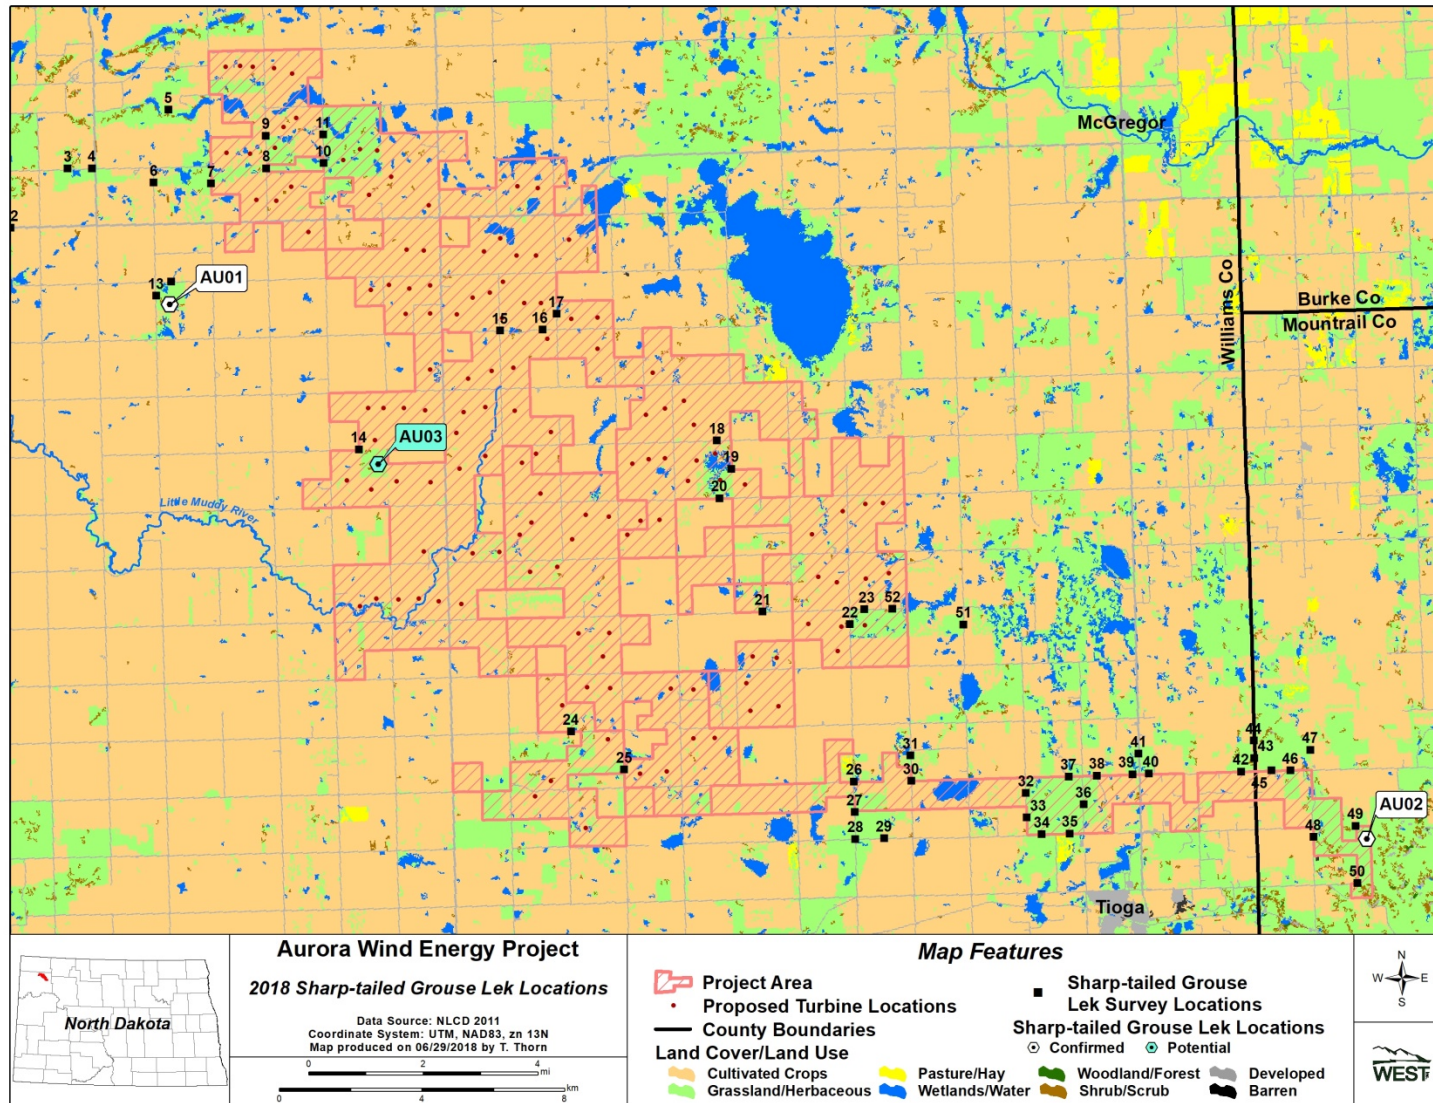 McGregor
5
9
11
3
4
6
7
8
10
2
13
AU01
Williams Co
Burke Co
Mountrail Co
15
16
17
14
AU03
18
19
20
Little Muddy River
21
22
23
52
51
24
25
26
27
28
29
30
31
32
33
34
35
36
37
38
39
40
41
42
43
44
45
46
47
48
49
AU02
50
Tioga
North Dakota
Aurora Wind Energy Project
2018 Sharp-tailed Grouse Lek Locations
Data Source: NLCD 2011
Coordinate System: UTM, NAD83, zn 13N
Map produced on 06/29/2018 by T. Thorn
0 2 4
mi
km
0 4 8
Map Features
Project Area
Proposed Turbine Locations
County Boundaries
Sharp-tailed Grouse
Lek Survey Locations
Sharp-tailed Grouse Lek Locations
Confirmed Potential
Land Cover/Land Use
Cultivated Crops Pasture/Hay Woodland/Forest Developed
Grassland/Herbaceous Wetlands/Water Shrub/Scrub Barren
N
W E
S
WEST